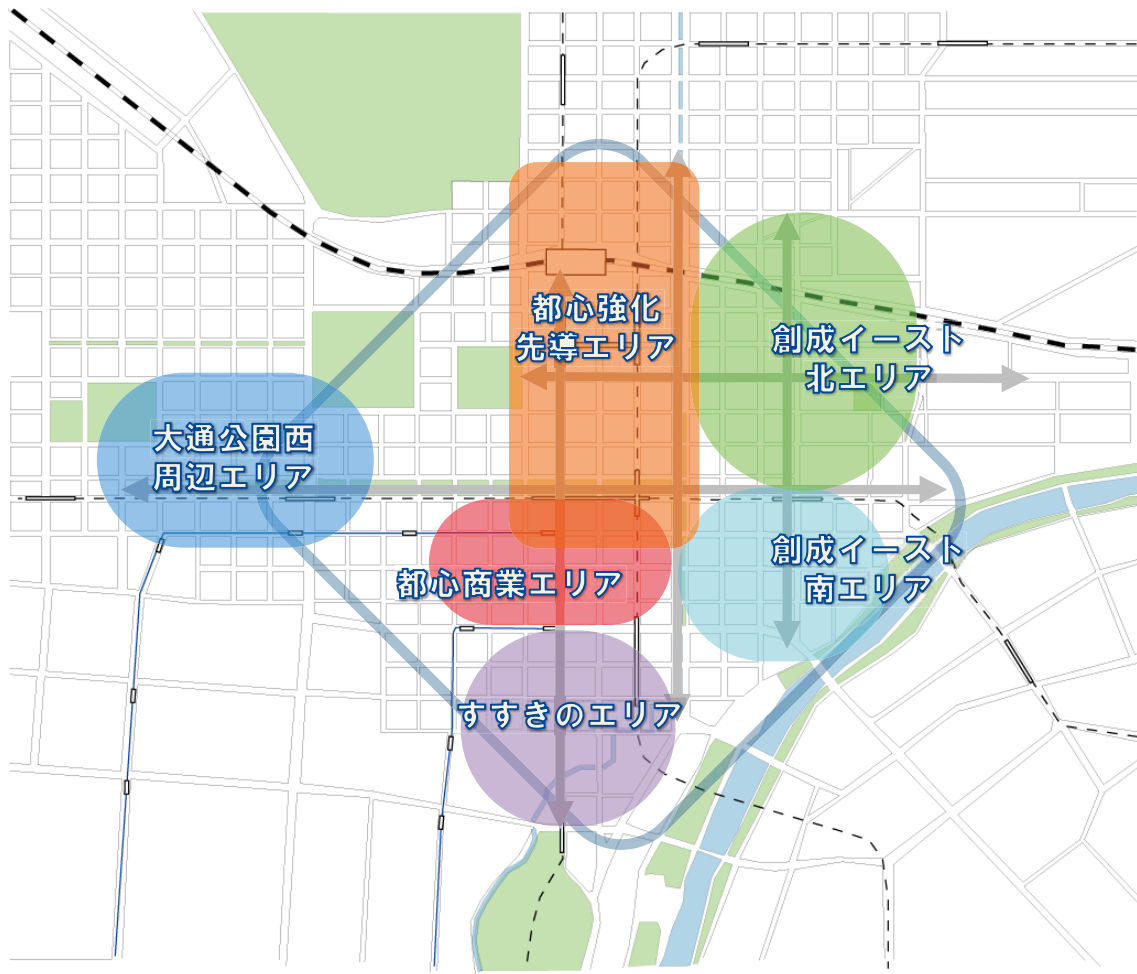 都心強化
先導エリア
創成イースト
北エリア
大通公園西
周辺エリア
都心商業エリア
創成イースト
南エリア
すすきのエリア